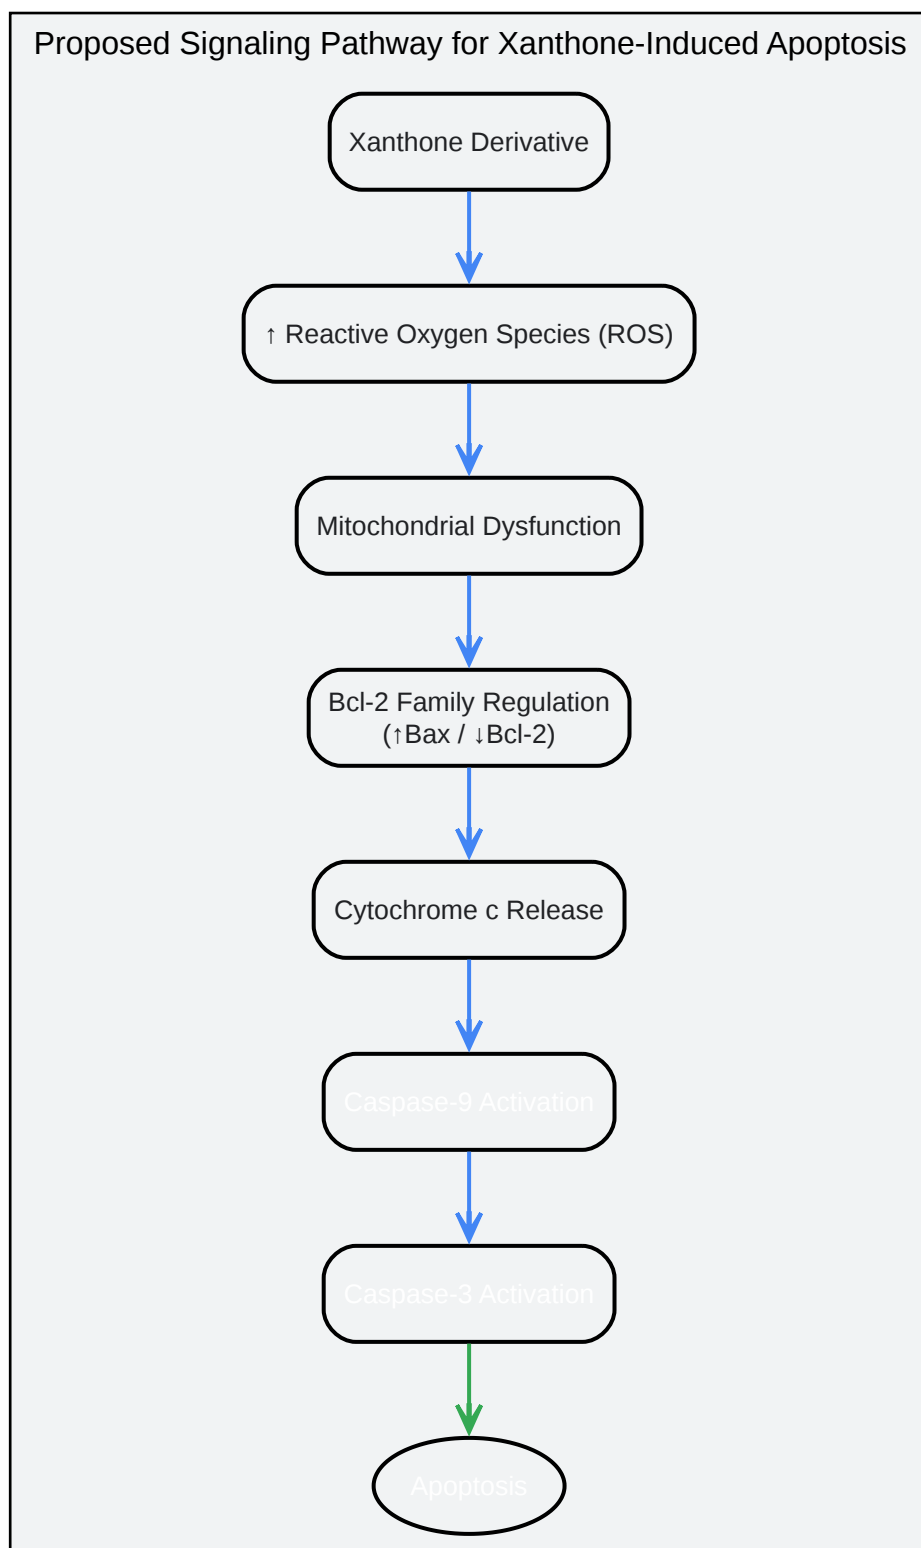 Proposed Signaling Pathway for Xanthone-Induced Apoptosis
Xanthone Derivative
↑ Reactive Oxygen Species (ROS)
Mitochondrial Dysfunction
Bcl-2 Family Regulation
(↑Bax / ↓Bcl-2)
Cytochrome c Release
Caspase-9 Activation
Caspase-3 Activation
Apoptosis